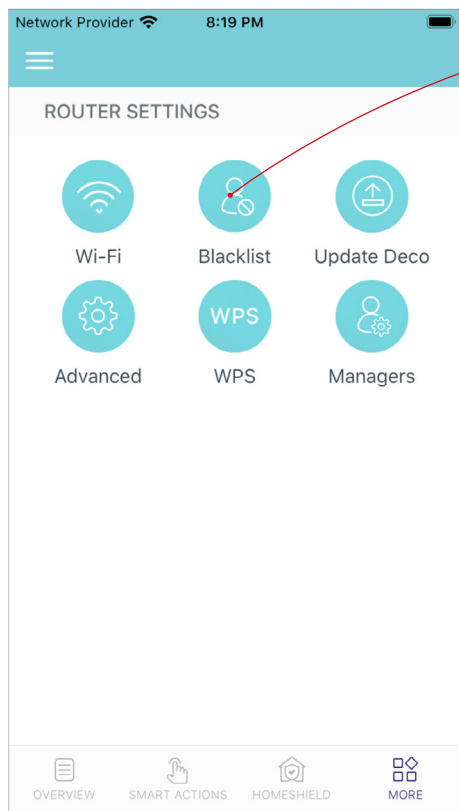 Network Provider 8:19 PM
ROUTER SETTINGS
Wi-Fi Blacklist Update Deco
WPS
Advanced WPS Managers
OVERVIEW SMART ACTIONS HOMESHIELD MORE